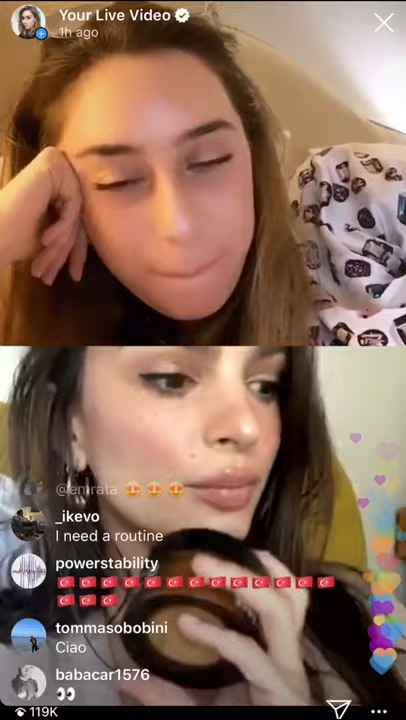 Your Live Video
1h ago
@emrata 🤩 🤩 🤩
_ikevo
I need a routine
powerstability
🇹🇷 🇹🇷 🇹🇷 🇹🇷 🇹🇷 🇹🇷 🇹🇷 🇹🇷 🇹🇷 🇹🇷 🇹🇷 🇹🇷 🇹🇷
🇹🇷 🇹🇷 🇹🇷
tommasobobini
Ciao
babacar1576
👀
119K